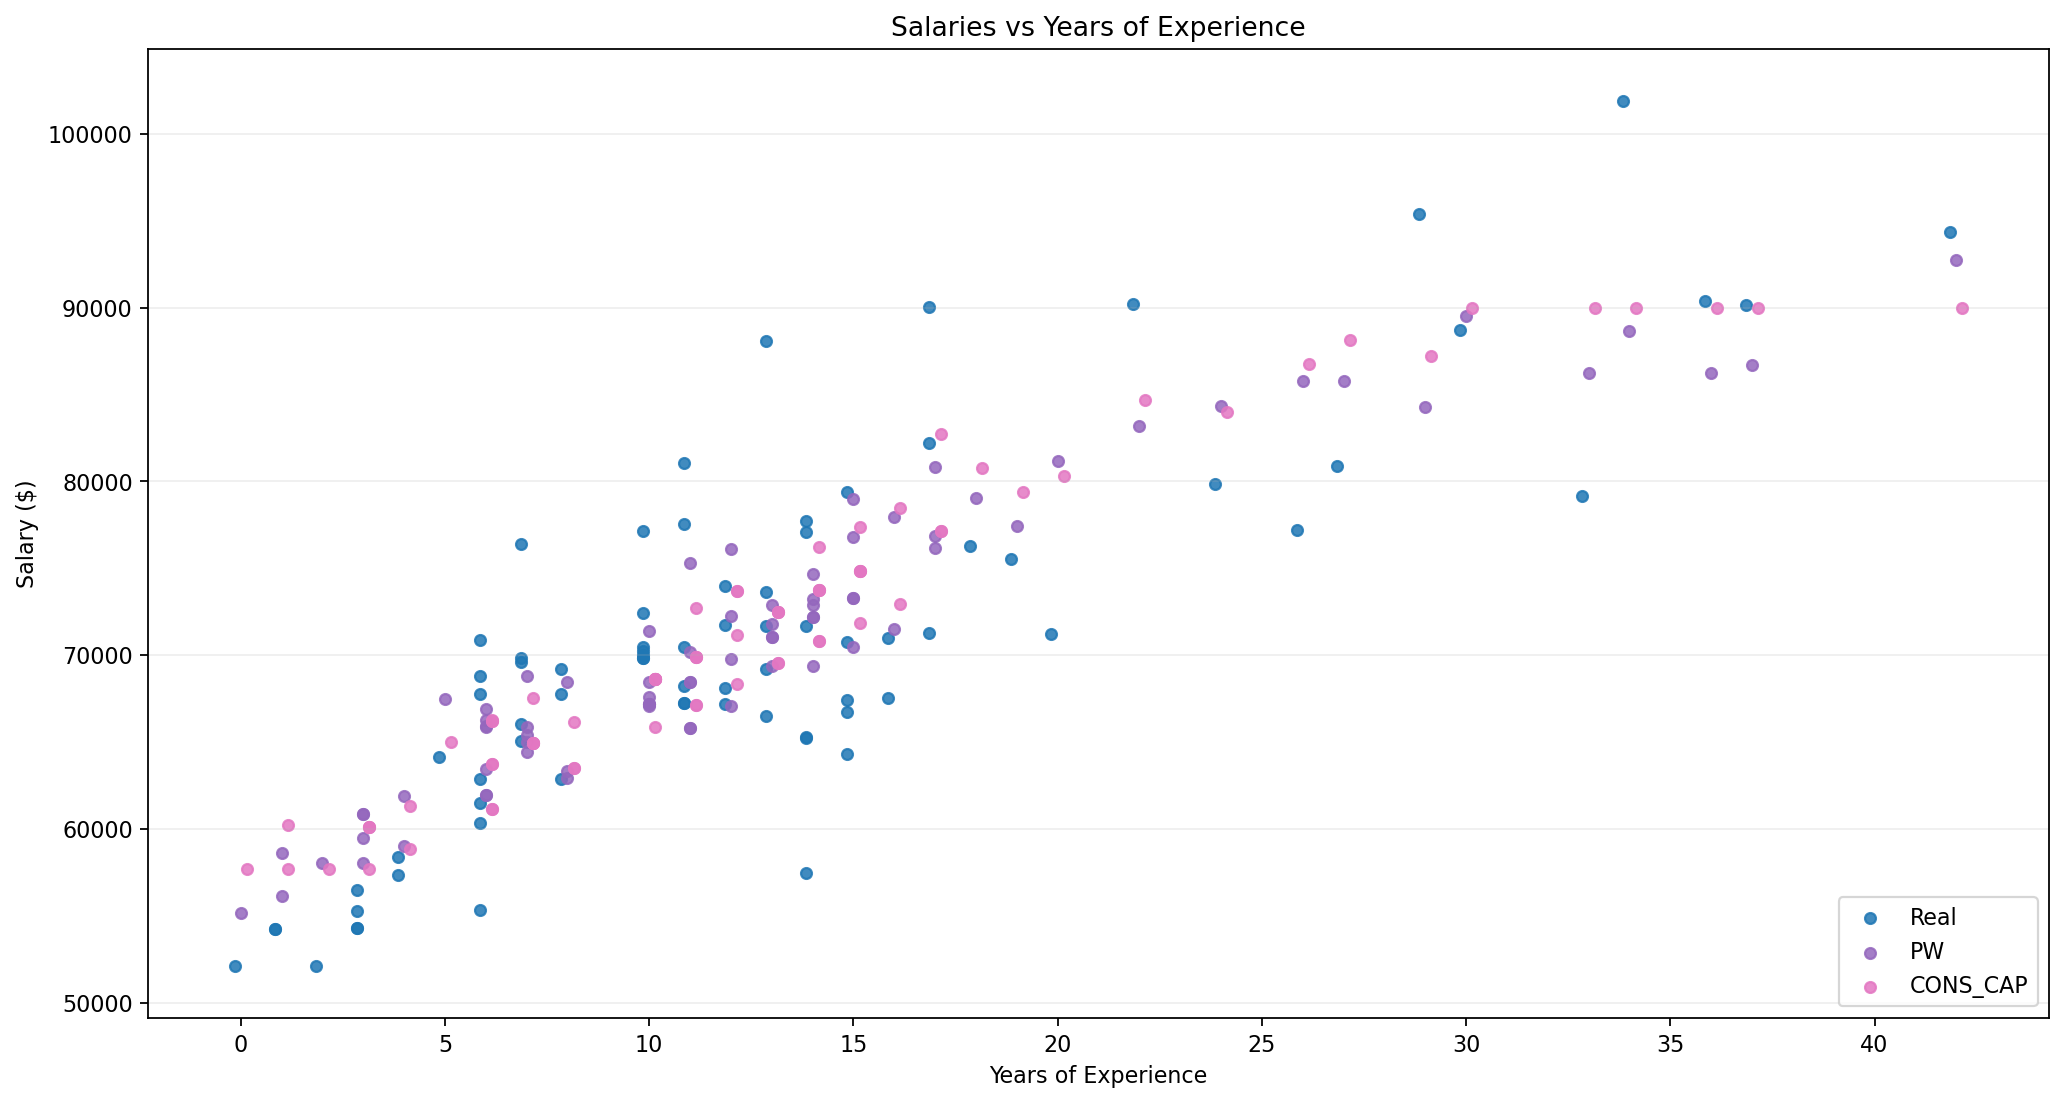 Salaries vs Years of Experience
Salary ($)
100000
90000
80000
70000
60000
50000
0 5 10 15 20 25 30 35 40
Years of Experience
Real
PW
CONS_CAP